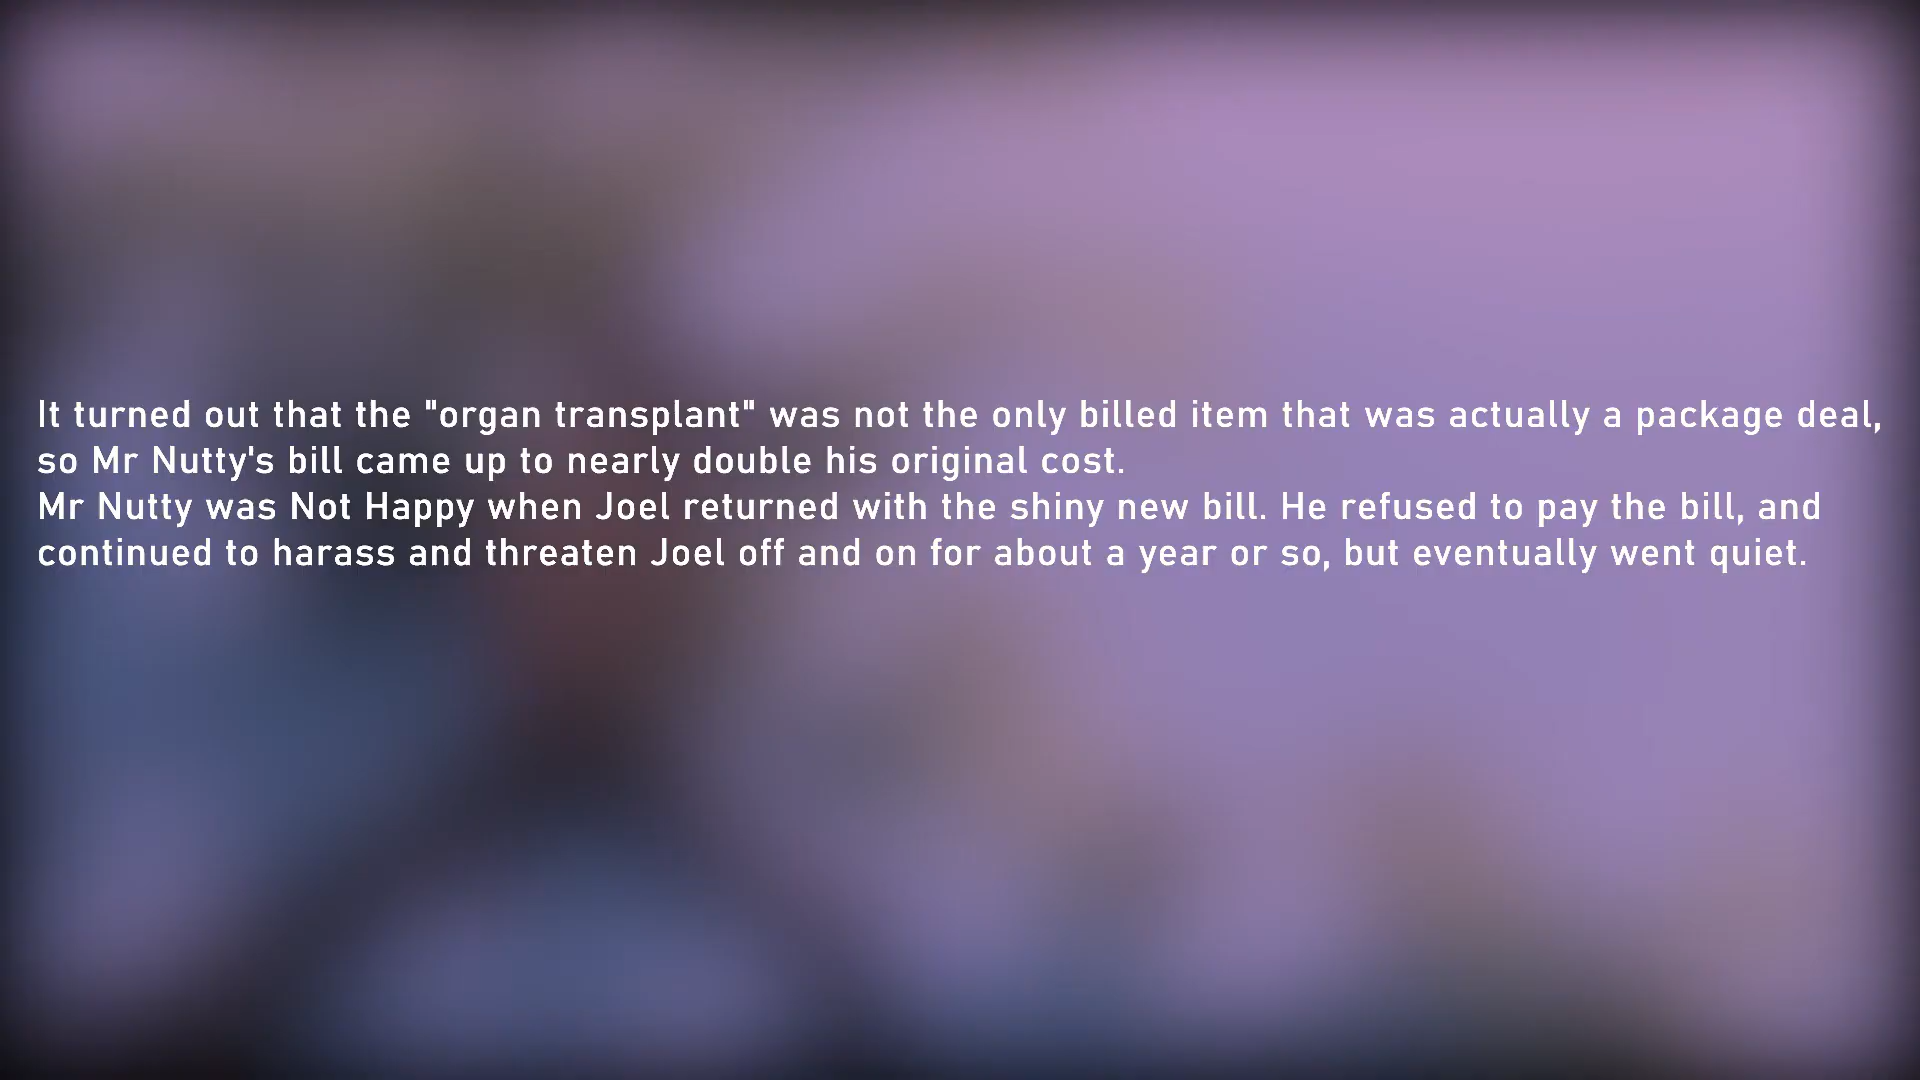 It turned out that the "organ transplant" was not the only billed item that was actually a package deal,
so Mr Nutty's bill came up to nearly double his original cost.
Mr Nutty was Not Happy when Joel returned with the shiny new bill. He refused to pay the bill, and
continued to harass and threaten Joel off and on for about a year or so, but eventually went quiet.